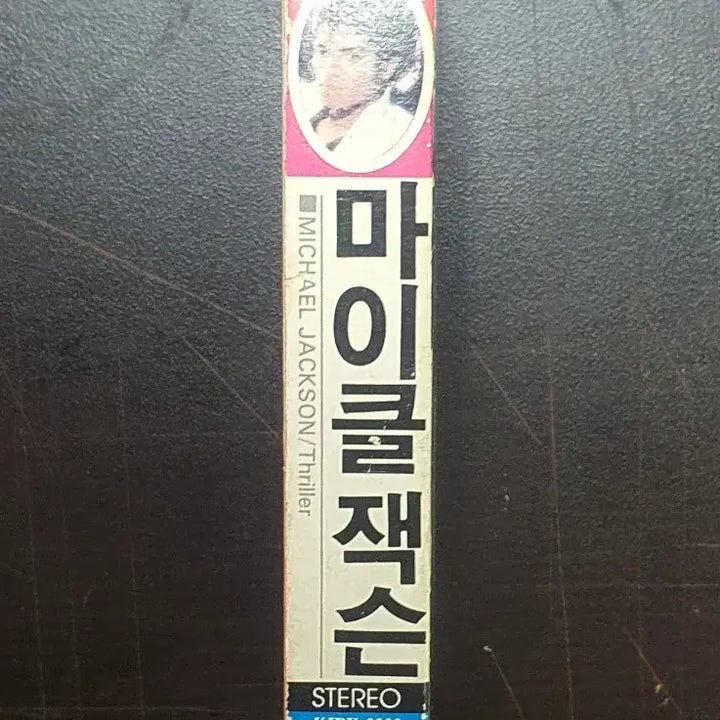 마이클 잭슨
MICHAEL JACKSON/Thriller
STEREO